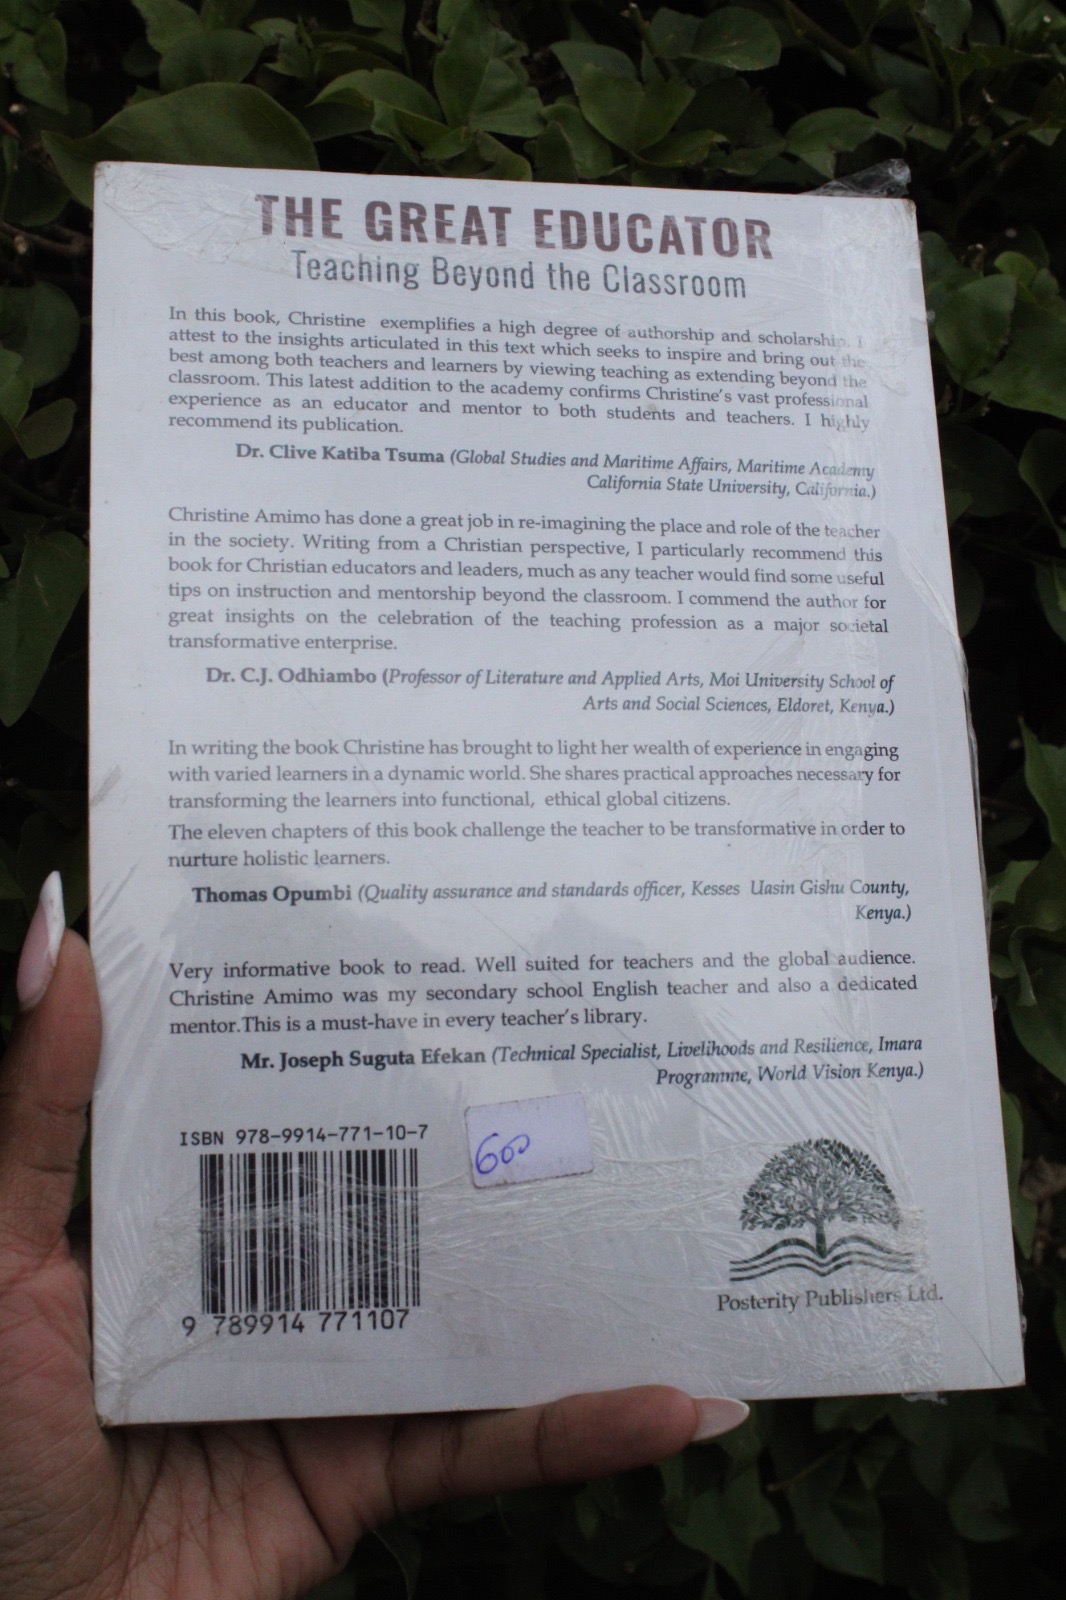 THE GREAT EDUCATOR
Teaching Beyond the Classroom
In this book, Christine exemplifies a high degree of authorship and scholarship. I
attest to the insights articulated in this text which seeks to inspire and bring out the
best among both teachers and learners by viewing teaching as extending beyond the
classroom. This latest addition to the academy confirms Christine's vast professional
experience as an educator and mentor to both students and teachers. I highly
recommend its publication.
Dr. Clive Katiba Tsuma (Global Studies and Maritime Affairs, Maritime Academy
California State University, California.)
Christine Amimo has done a great job in re-imagining the place and role of the teacher
in the society. Writing from a Christian perspective, I particularly recommend this
book for Christian educators and leaders, much as any teacher would find some useful
tips on instruction and mentorship beyond the classroom. I commend the author for
great insights on the celebration of the teaching profession as a major societal
transformative enterprise.
Dr. C.J. Odhiambo (Professor of Literature and Applied Arts, Moi University School of
Arts and Social Sciences, Eldoret, Kenya.)
In writing the book Christine has brought to light her wealth of experience in engaging
with varied learners in a dynamic world. She shares practical approaches necessary for
transforming the learners into functional, ethical global citizens.
The eleven chapters of this book challenge the teacher to be transformative in order to
nurture holistic learners.
Thomas Opumbi (Quality assurance and standards officer, Kesses Uasin Gishu County,
Kenya.)
Very informative book to read. Well suited for teachers and the global audience.
Christine Amimo was my secondary school English teacher and also a dedicated
mentor.This is a must-have in every teacher's library.
Mr. Joseph Suguta Efekan (Technical Specialist, Livelihoods and Resilience, Imara
Programme, World Vision Kenya.)
ISBN 978-9914-771-10-7
600
9 789914 771107
Posterity Publishers Ltd.